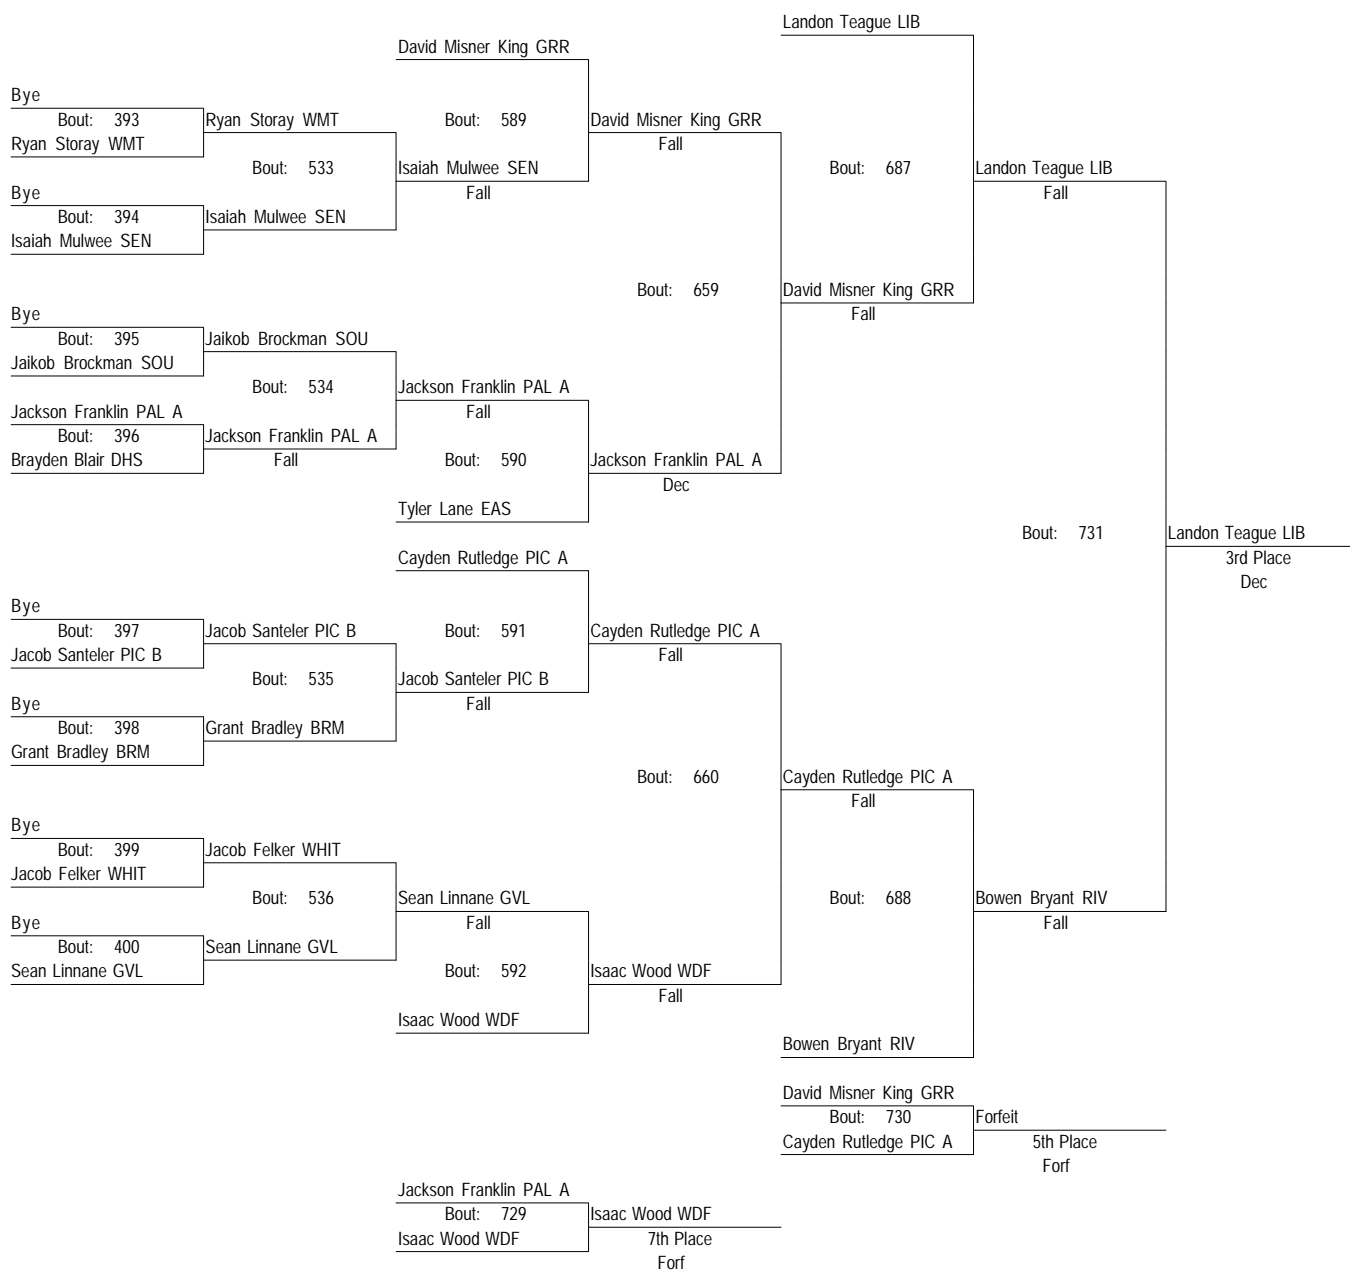 Landon Teague LIB
David Misner King GRR
Bye
Bout: 393
Ryan Storay WMT
Ryan Storay WMT
Bout: 589
David Misner King GRR
Fall
Bout: 533
Isaiah Mulwee SEN
Fall
Bout: 687
Landon Teague LIB
Fall
Bye
Bout: 394
Isaiah Mulwee SEN
Isaiah Mulwee SEN
Bout: 659
David Misner King GRR
Fall
Bye
Bout: 395
Jaikob Brockman SOU
Jaikob Brockman SOU
Bout: 534
Jackson Franklin PAL A
Fall
Jackson Franklin PAL A
Bout: 396
Brayden Blair DHS
Jackson Franklin PAL A
Fall
Bout: 590
Jackson Franklin PAL A
Dec
Tyler Lane EAS
Bout: 731
Landon Teague LIB
3rd Place
Dec
Cayden Rutledge PIC A
Bye
Bout: 397
Jacob Santeler PIC B
Jacob Santeler PIC B
Bout: 591
Cayden Rutledge PIC A
Fall
Bout: 535
Jacob Santeler PIC B
Fall
Bye
Bout: 398
Grant Bradley BRM
Grant Bradley BRM
Bout: 660
Cayden Rutledge PIC A
Fall
Bye
Bout: 399
Jacob Felker WHIT
Jacob Felker WHIT
Bout: 536
Sean Linnane GVL
Fall
Bout: 688
Bowen Bryant RIV
Fall
Bye
Bout: 400
Sean Linnane GVL
Sean Linnane GVL
Bout: 592
Isaac Wood WDF
Fall
Isaac Wood WDF
Bowen Bryant RIV
David Misner King GRR
Bout: 730
Cayden Rutledge PIC A
Forfeit
5th Place
Forf
Jackson Franklin PAL A
Bout: 729
Isaac Wood WDF
Isaac Wood WDF
7th Place
Forf